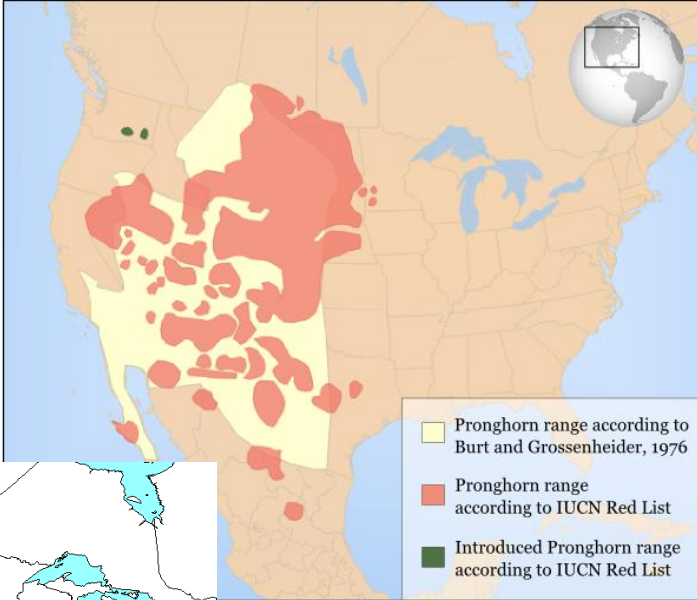 Pronghorn range according to
Burt and Grossenheider, 1976
Pronghorn range
according to IUCN Red List
Introduced Pronghorn range
according to IUCN Red List